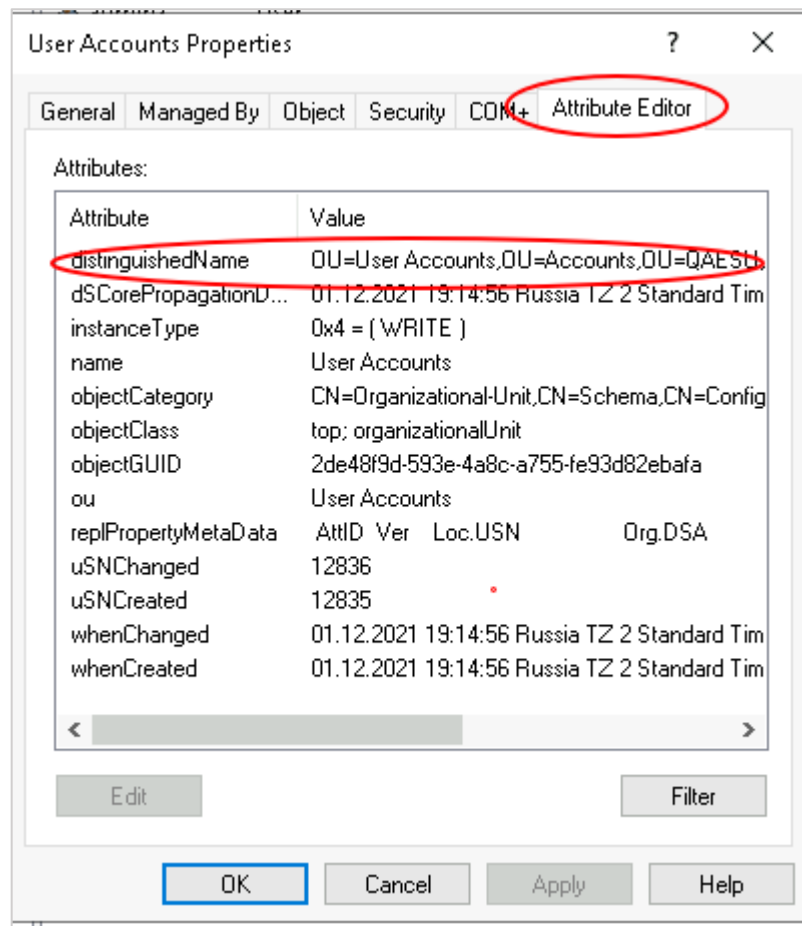 User Accounts Properties ? ×
General Managed By Object Security COM+ Attribute Editor
Attributes:
Attribute Value
distinguishedName OU=User Accounts,OU=Accounts,OU=QAESU,
dSCorePropagationD... 01.12.2021 19:14:56 Russia TZ 2 Standard Tim
instanceType 0x4 = ( WRITE )
name User Accounts
objectCategory CN=Organizational-Unit,CN=Schema,CN=Config
objectClass top; organizationalUnit
objectGUID 2de48f9d-593e-4a8c-a755-fe93d82ebafa
ou User Accounts
replPropertyMetaData AttID Ver Loc.USN Org.DSA
uSNChanged 12836
uSNCreated 12835
whenChanged 01.12.2021 19:14:56 Russia TZ 2 Standard Tim
whenCreated 01.12.2021 19:14:56 Russia TZ 2 Standard Tim
Edit Filter
OK Cancel Apply Help